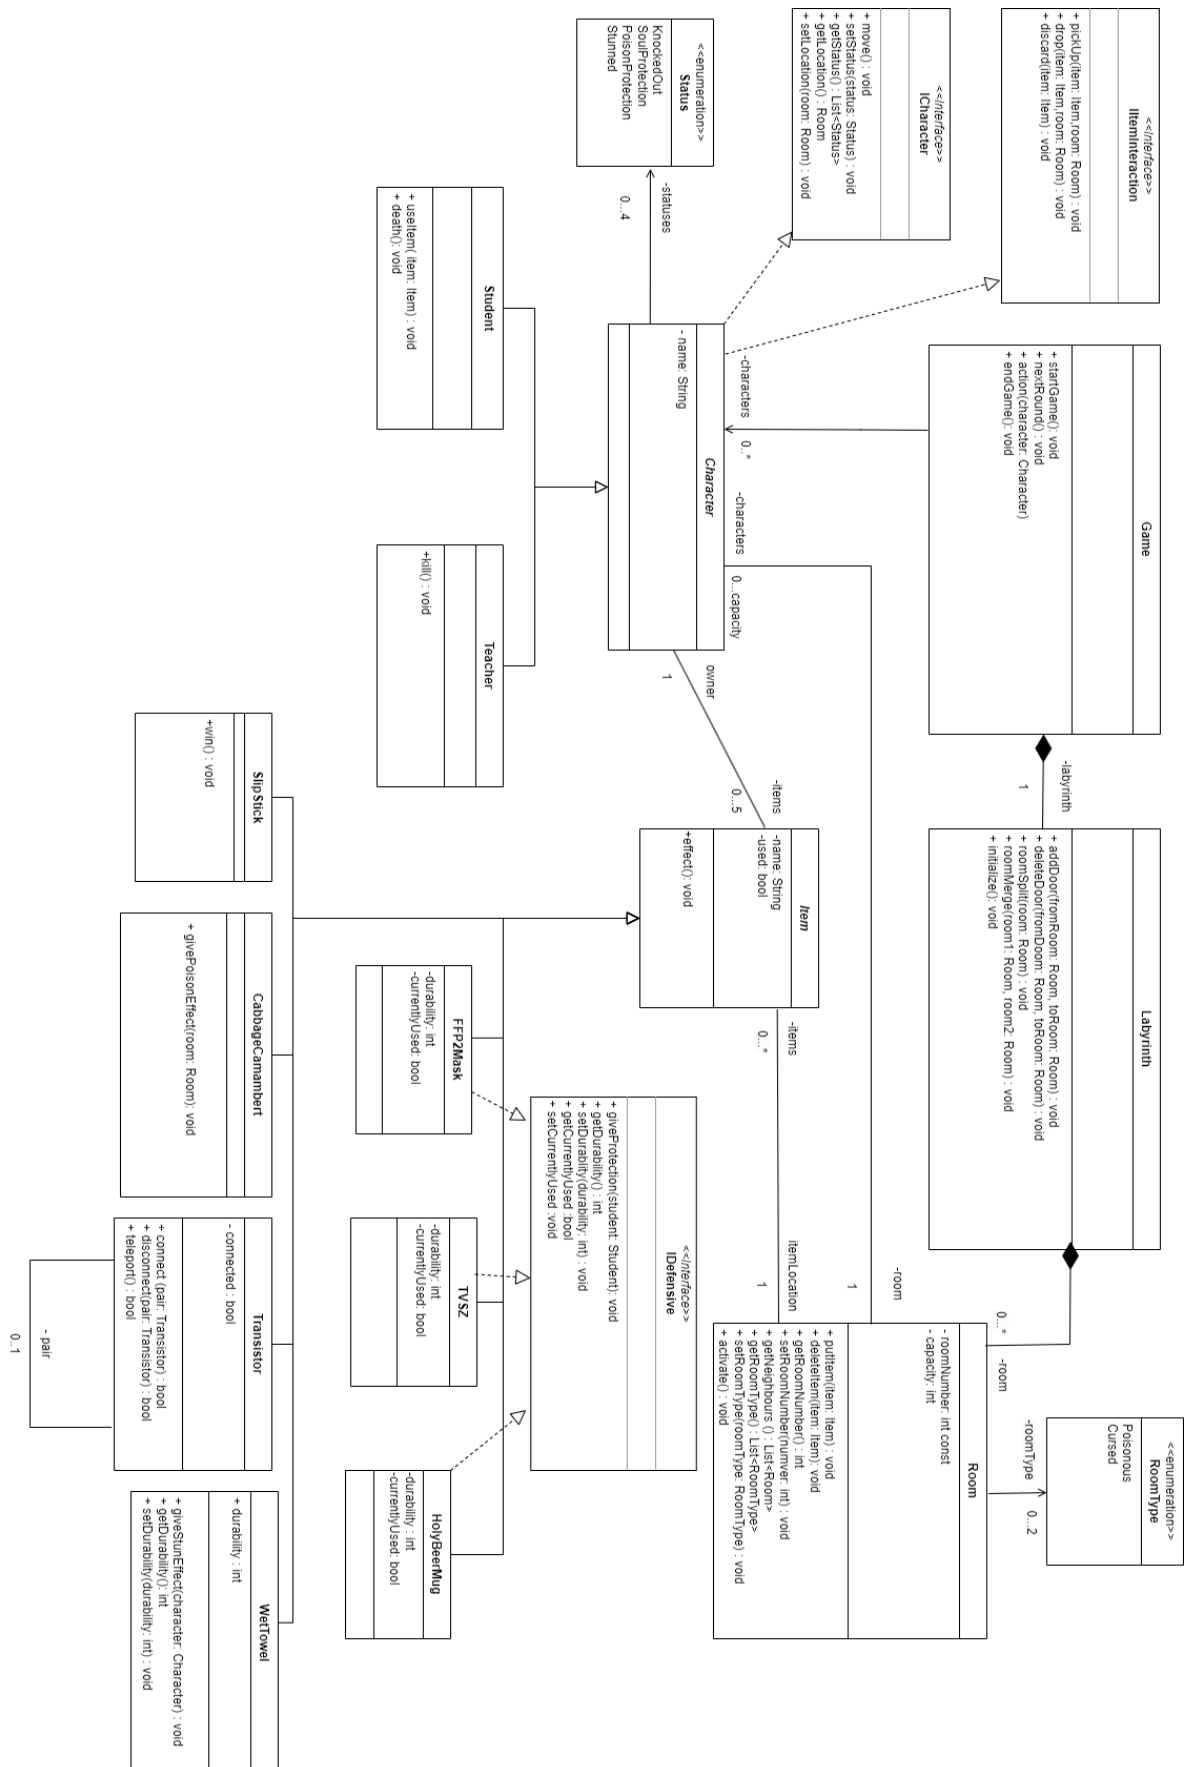 <<Interface>>
IItemInteraction
+ pickUp(item: Item,room: Room) : void
+ drop(item: Item,room: Room) : void
+ discard(item: Item) : void
<<Interface>>
ICharacter
+ move() : void
+ setStatus(status: Status) : void
+ getStatus() : List<Status>
+ getLocation() : Room
+ setLocation(room: Room) : void
<<enumeration>>
Status
KnockedOut
SoulProtection
PoisonProtection
Stunned
-statuses
0...4
Game
+ startGame(): void
+ nextRound() : void
+ action(character: Character)
+ endGame(): void
-labyrinth
1
Labyrinth
+ addDoor(fromRoom: Room, toRoom: Room) : void
+ deleteDoor(fromDoom: Room, toRoom: Room) : void
+ roomSplit(room: Room) : void
+ roomMerge(room1: Room, room2: Room) : void
+ initialize(): void
0...*
-room
<<enumeration>>
RoomType
Poisonous
Cursed
-roomType
0...2
Room
- roomNumber: int const
- capacity: int
+ putItem(item: Item) : void
+ deleteItem(item: Item): void
+ getRoomNumber() : int
+ setRoomNumber(numver: int) : void
+ getNeighbours () : List<Room>
+ getRoomType() : List<RoomType>
+ setRoomType(roomType: RoomType) : void
+ activate() : void
-characters
0..*
-characters
0...capacity
-room
1
Character
- name: String
owner
1
-items
0...5
Item
-name: String
-used: bool
+effect(): void
-items
0...*
itemLocation
1
Student
+ useItem( item: Item) : void
+ death(): void
Teacher
+kill() : void
<<Interface>>
IDefensive
+ giveProtection(student: Student): void
+ getDurability() : int
+ setDurablity(durability: int) : void
+ getCurrentlyUsed :bool
+ setCurrentlyUsed :void
FFP2Mask
-durability: int
-currentlyUsed: bool
TVSZ
-durability: int
-currentlyUsed: bool
HolyBeerMug
-durability : int
-currentlyUsed: bool
SlipStick
+win() : void
CabbageCamambert
+ givePoisonEffect(room: Room): void
Transistor
- connected : bool
+ connect (pair: Transistor) : bool
+ disconnect(pair: Transistor) : bool
+ teleport() : bool
- pair
0..1
WetTowel
+ durability : int
+ giveStunEffect(character: Character) : void
+ getDurability(): int
+ setDurability(durability: int) : void